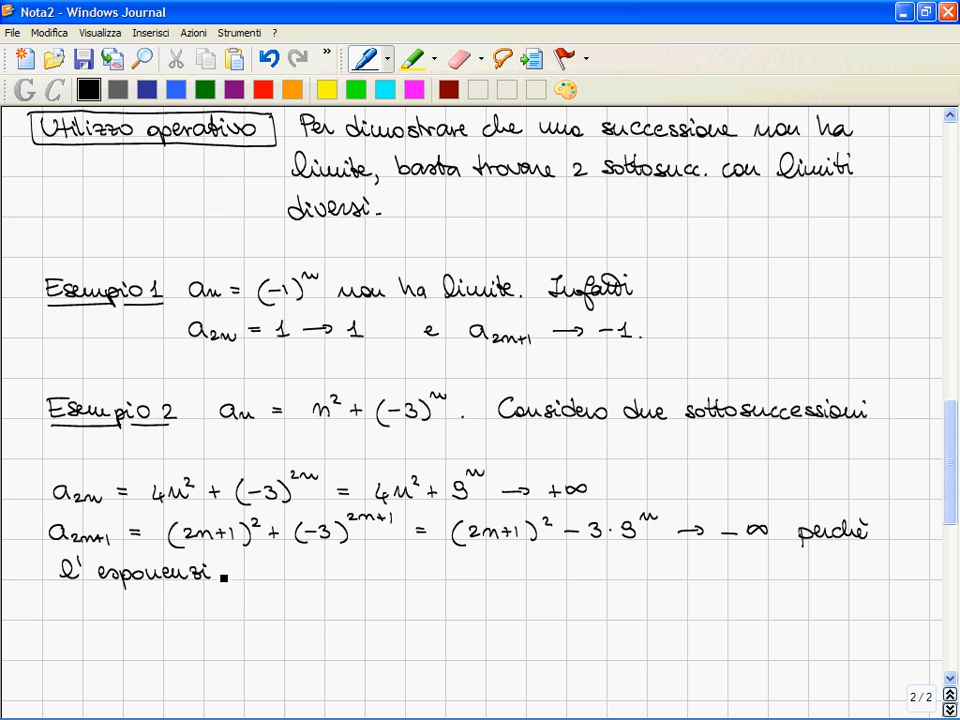 Nota2 - Windows Journal
File Modifica Visualizza Inserisci Azioni Strumenti ?
»
G C
Utilizzo operativo Per dimostrare che una successione non ha
limite, basta trovare 2 sottosucc. con limiti
diversi.
Esempio 1 an = (-1)^n non ha limite. Infatti
a2n = 1 → 1 e a2n+1 → -1.
Esempio 2 an = n² + (-3)^n. Considero due sottosuccessioni
a2n = 4n² + (-3)^2n = 4n² + 9^n → +∞
a2n+1 = (2n+1)² + (-3)^2n+1 = (2n+1)² - 3·9^n → -∞ perchè
l'esponenzi
2 / 2